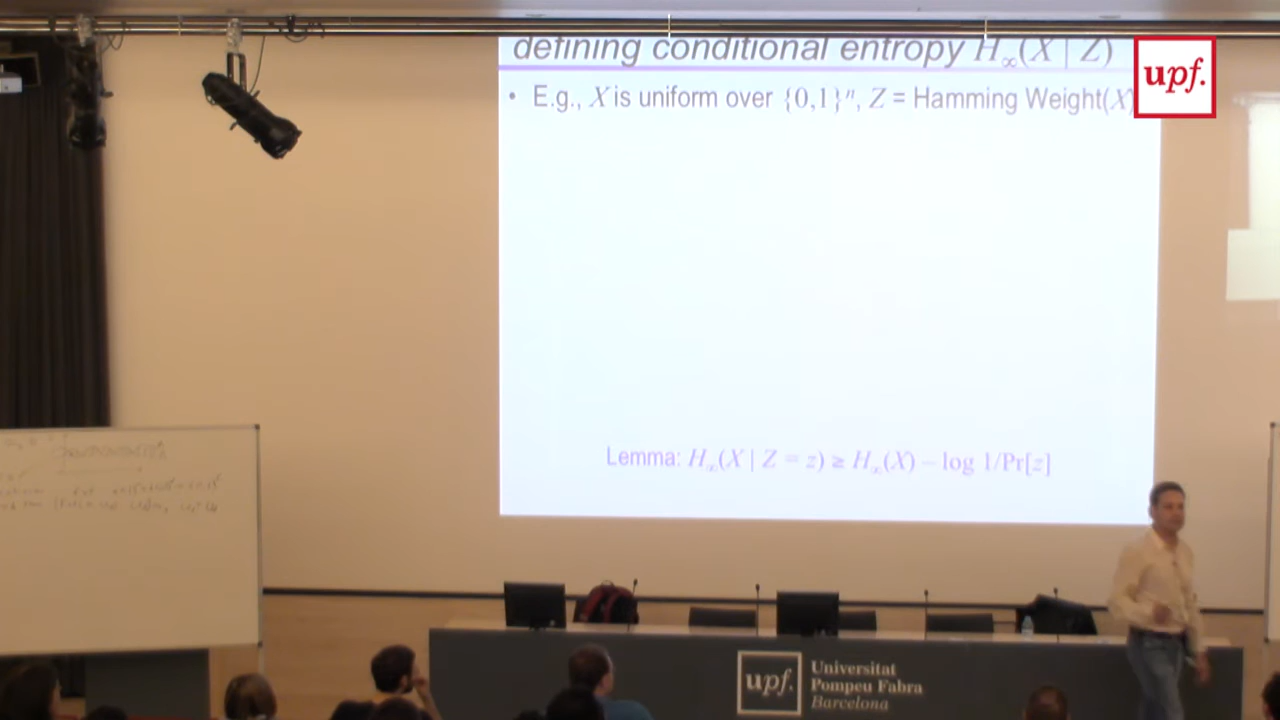 defining conditional entropy H∞(X | Z)
• E.g., X is uniform over {0,1}ⁿ, Z = Hamming Weight(X)
Lemma: H∞(X | Z = z) ≥ H∞(X) – log 1/Pr[z]
upf.
upf.
Universitat
Pompeu Fabra
Barcelona